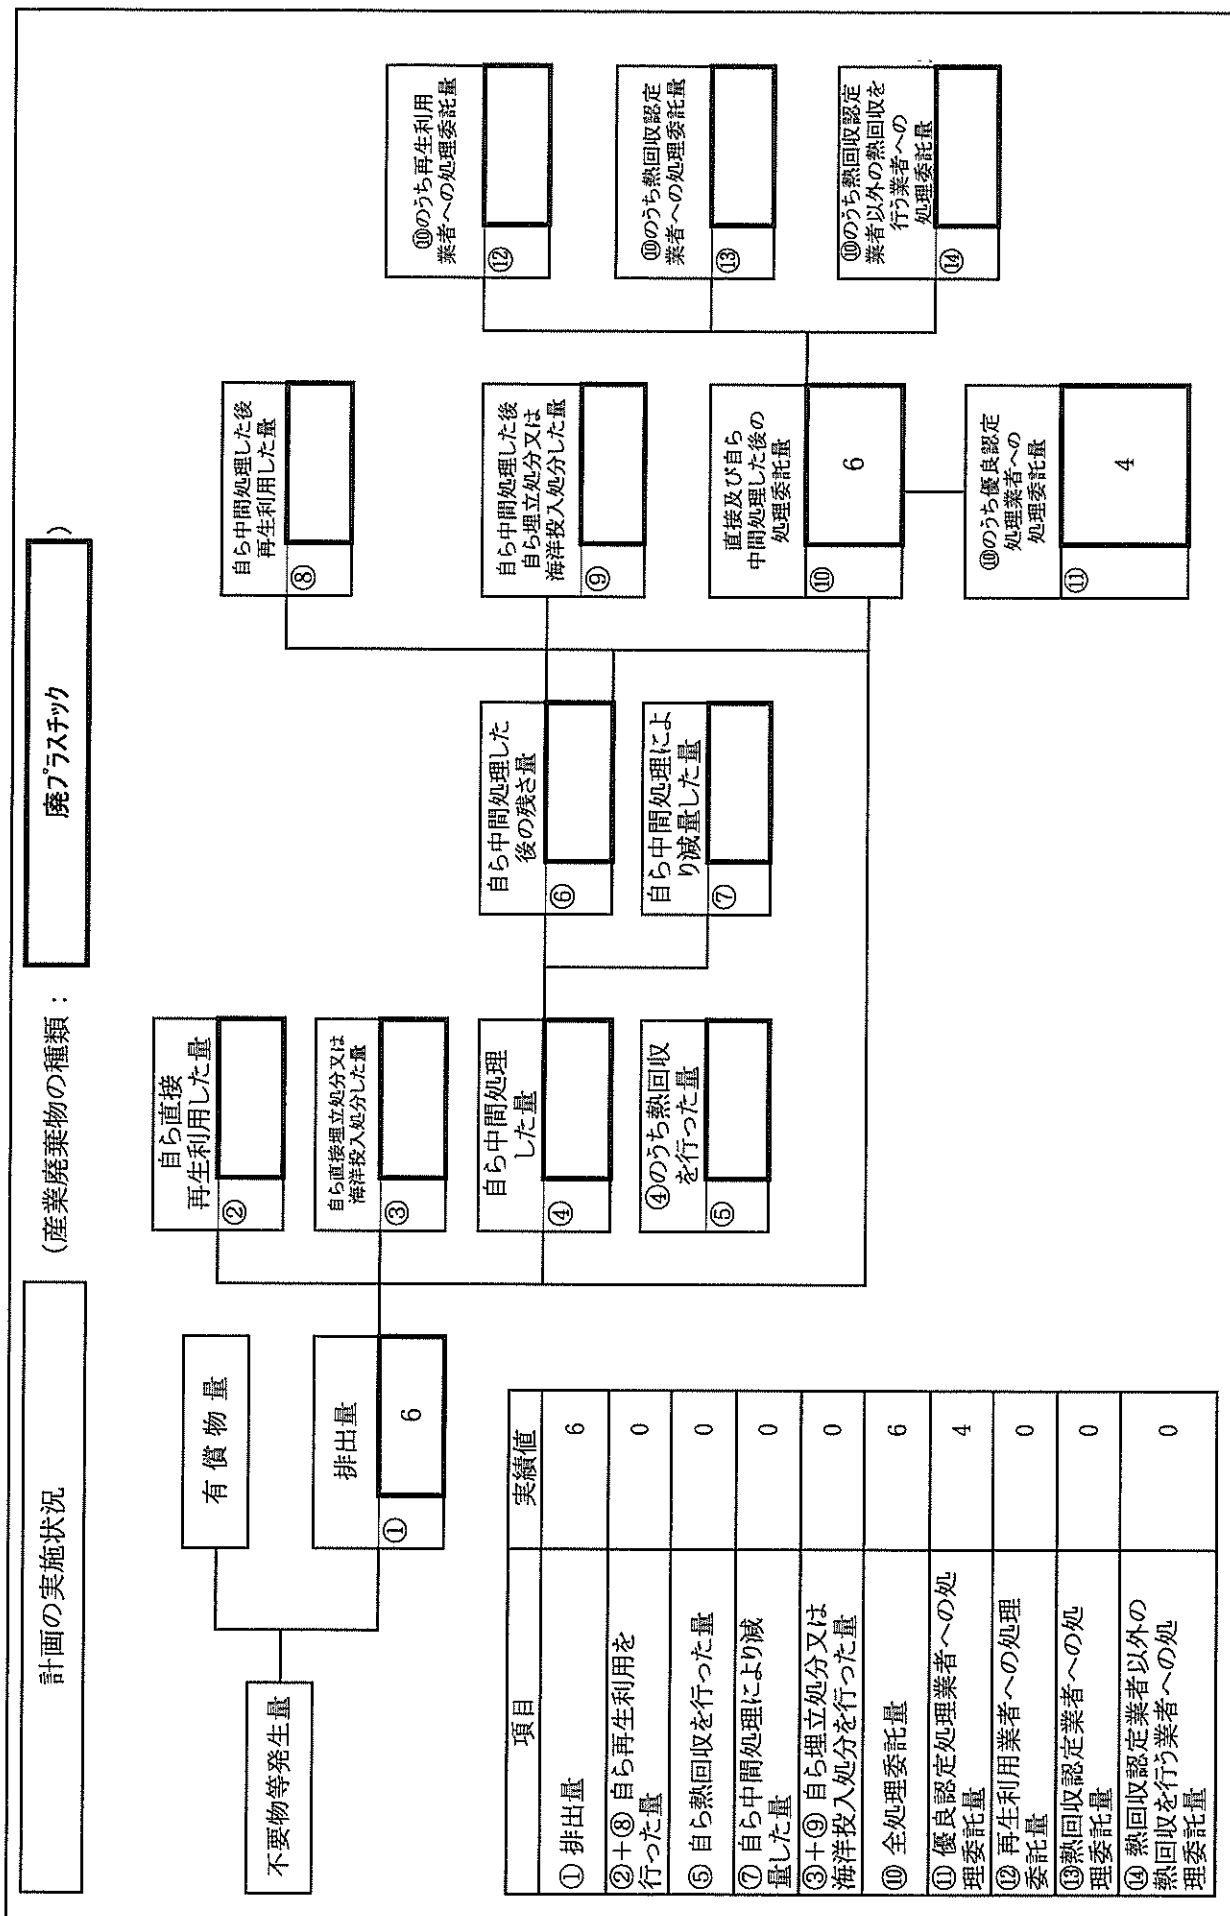 計画の実施状況
（産業廃棄物の種類：
廃プラスチック
）
不要物等発生量
有 償 物 量
排出量
①
6
自ら直接
再生利用した量
②
自ら直接埋立処分又は
海洋投入処分した量
③
自ら中間処理
した量
④
④のうち熱回収
を行った量
⑤
自ら中間処理した
後の残さ量
⑥
自ら中間処理によ
り減量した量
⑦
自ら中間処理した後
再生利用した量
⑧
自ら中間処理した後
自ら埋立処分又は
海洋投入処分した量
⑨
直接及び自ら
中間処理した後の
処理委託量
⑩
6
⑩のうち優良認定
処理業者への
処理委託量
⑪
4
⑩のうち再生利用
業者への処理委託量
⑫
⑩のうち熱回収認定
業者への処理委託量
⑬
⑩のうち熱回収認定
業者以外の熱回収を
行う業者への
処理委託量
⑭
項目 実績値
① 排出量 6
②＋⑧ 自ら再生利用を
行った量 0
⑤ 自ら熱回収を行った量 0
⑦ 自ら中間処理により減
量した量 0
③＋⑨ 自ら埋立処分又は
海洋投入処分を行った量 0
⑩ 全処理委託量 6
⑪ 優良認定処理業者への処
理委託量 4
⑫ 再生利用業者への処理
委託量 0
⑬熱回収認定業者への処
理委託量 0
⑭ 熱回収認定業者以外の
熱回収を行う業者への処
理委託量 0